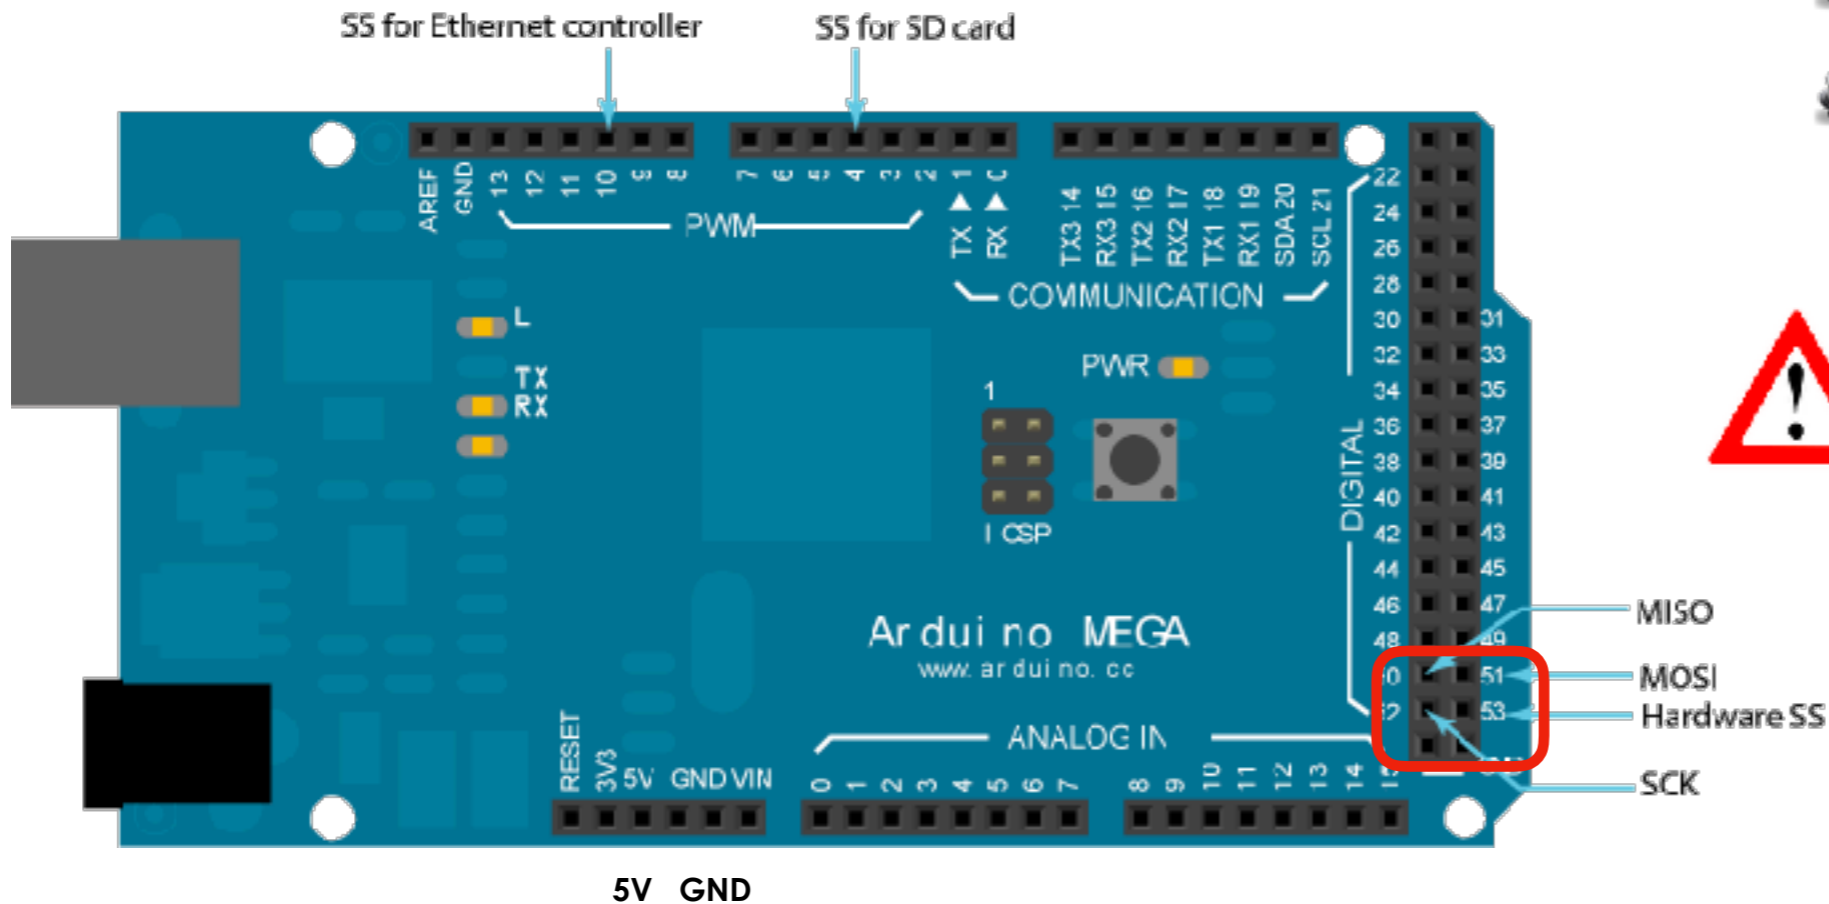 SS for Ethernet controller SS for SD card
AREF GND 13 12 11 10 9 8 7 6 5 4 3 2 1 0
TX RX
TX3 14 RX3 15 TX2 16 RX2 17 TX1 18 RX1 19 SDA 20 SCL 21
PWM
COMMUNICATION
22
24
26
28
30 31
32 33
34 35
36 37
38 39
40 41
42 43
44 45
46 47
48 49
51
53
DIGITAL
L
TX
RX
PWR
1
ICSP
Arduino MEGA
www.arduino.cc
MISO
MOSI
Hardware SS
SCK
ANALOG IN
RESET 3V3 5V GND VIN
0 1 2 3 4 5 6 7 8 9 10 11 12 13 14
5V GND